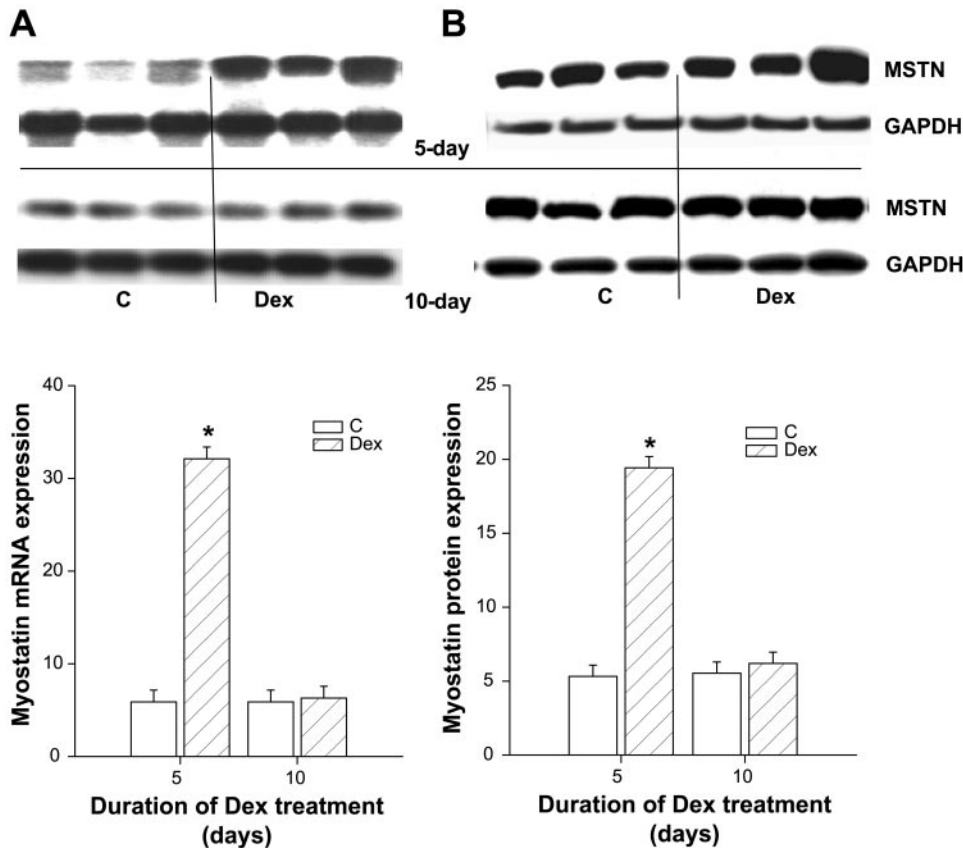 A
B
MSTN
GAPDH
5-day
MSTN
GAPDH
C
Dex
10-day
C
Dex
40
30
20
10
0
Myostatin mRNA expression
C
Dex
*
5
10
Duration of Dex treatment
(days)
25
20
15
10
5
0
Myostatin protein expression
C
Dex
*
5
10
Duration of Dex treatment
(days)